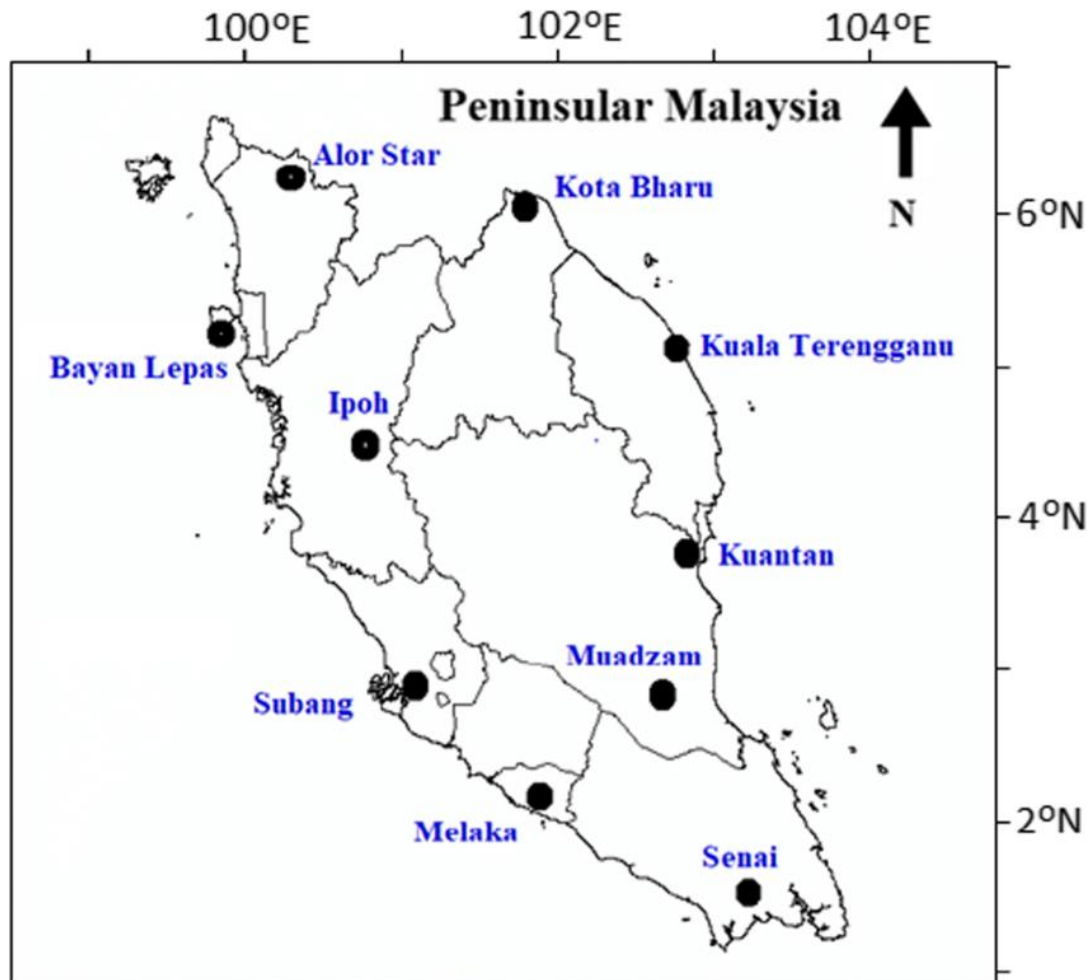 100°E 102°E 104°E
Peninsular Malaysia
Alor Star
Kota Bharu
N
6°N
Kuala Terengganu
Bayan Lepas
Ipoh
4°N
Kuantan
Muadzam
Subang
2°N
Melaka
Senai